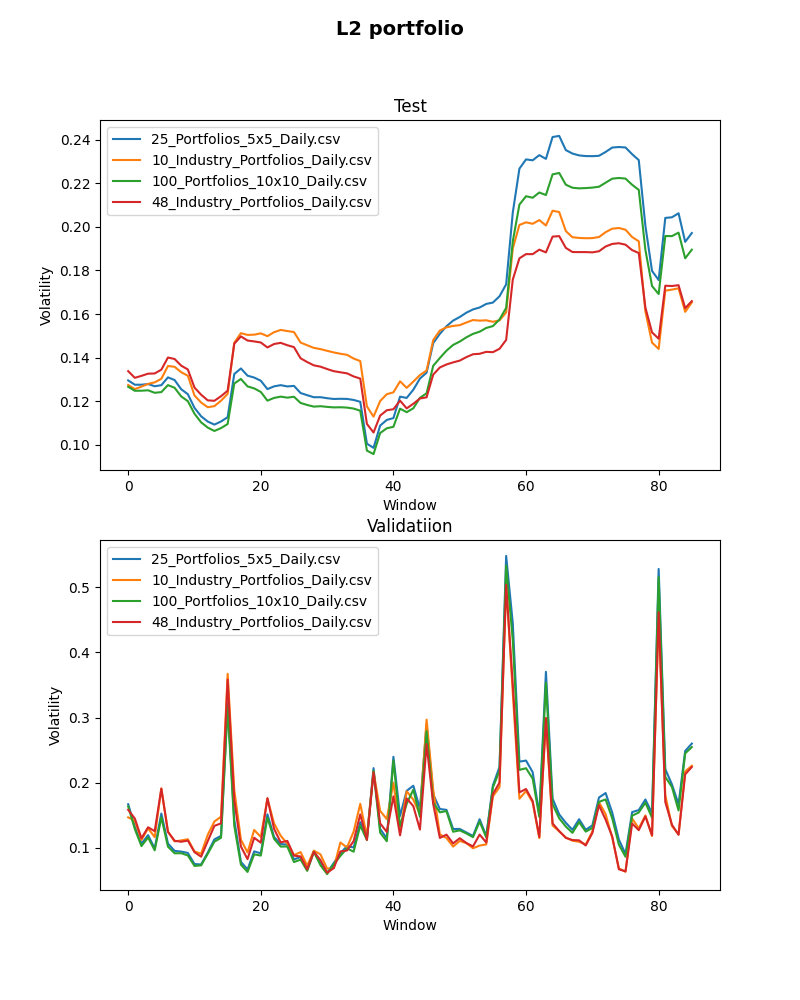 L2 portfolio
Test
25_Portfolios_5x5_Daily.csv
10_Industry_Portfolios_Daily.csv
100_Portfolios_10x10_Daily.csv
48_Industry_Portfolios_Daily.csv
0.24
0.22
0.20
0.18
0.16
0.14
0.12
0.10
Volatility
0 20 40 60 80
Window
Validatiion
25_Portfolios_5x5_Daily.csv
10_Industry_Portfolios_Daily.csv
100_Portfolios_10x10_Daily.csv
48_Industry_Portfolios_Daily.csv
0.5
0.4
0.3
0.2
0.1
Volatility
0 20 40 60 80
Window